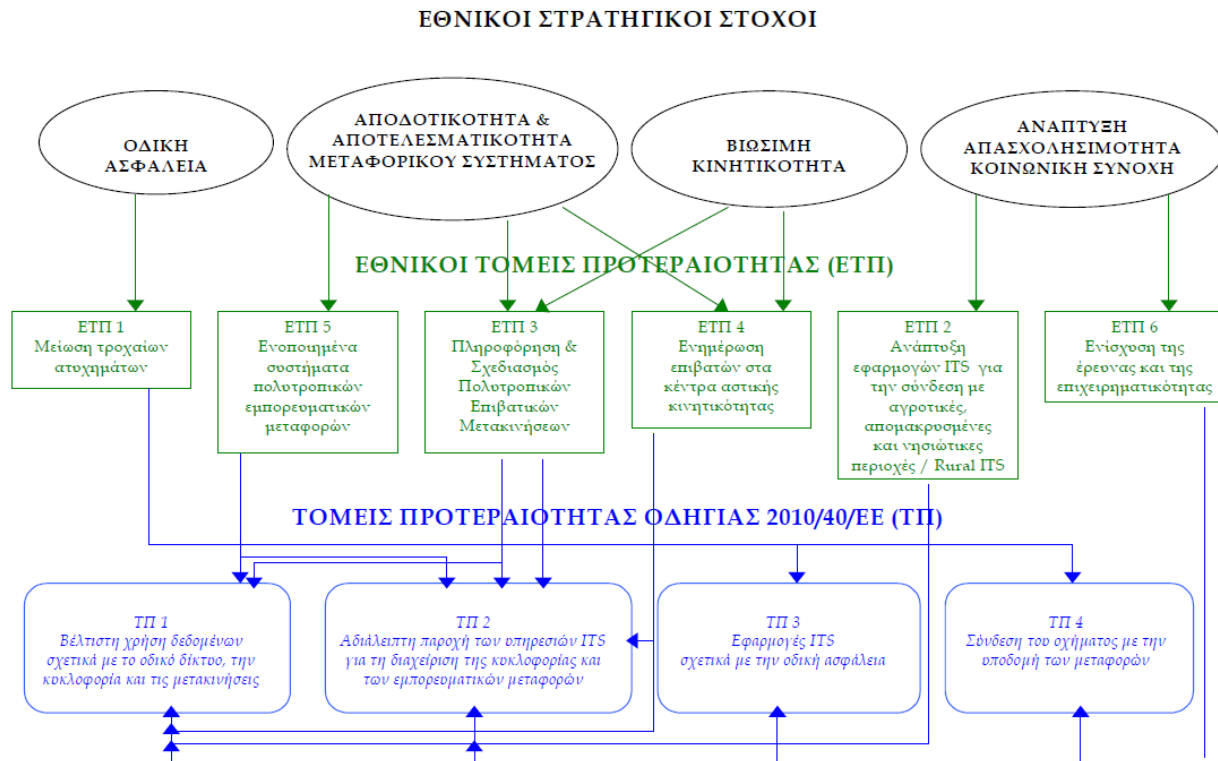 ΕΘΝΙΚΟΙ ΣΤΡΑΤΗΓΙΚΟΙ ΣΤΟΧΟΙ
ΟΔΙΚΗ
ΑΣΦΑΛΕΙΑ
ΑΠΟΔΟΤΙΚΟΤΗΤΑ &
ΑΠΟΤΕΛΕΣΜΑΤΙΚΟΤΗΤΑ
ΜΕΤΑΦΟΡΙΚΟΥ ΣΥΣΤΗΜΑΤΟΣ
ΒΙΩΣΙΜΗ
ΚΙΝΗΤΙΚΟΤΗΤΑ
ΑΝΑΠΤΥΞΗ
ΑΠΑΣΧΟΛΗΣΙΜΟΤΗΤΑ
ΚΟΙΝΩΝΙΚΗ ΣΥΝΟΧΗ
ΕΘΝΙΚΟΙ ΤΟΜΕΙΣ ΠΡΟΤΕΡΑΙΟΤΗΤΑΣ (ΕΤΠ)
ΕΤΠ 1
Μείωση τροχαίων
ατυχημάτων
ΕΤΠ 5
Ενοποιημένα
συστήματα
πολυτροπικών
εμπορευματικών
μεταφορών
ΕΤΠ 3
Πληροφόρηση &
Σχεδιασμός
Πολυτροπικών
Επιβατικών
Μετακινήσεων
ΕΤΠ 4
Ενημέρωση
επιβατών στα
κέντρα αστικής
κινητικότητας
ΕΤΠ 2
Ανάπτυξη
εφαρμογών ITS για
την σύνδεση με
αγροτικές,
απομακρυσμένες
και νησιώτικες
περιοχές / Rural ITS
ΕΤΠ 6
Ενίσχυση της
έρευνας και της
επιχειρηματικότητας
ΤΟΜΕΙΣ ΠΡΟΤΕΡΑΙΟΤΗΤΑΣ ΟΔΗΓΙΑΣ 2010/40/ΕΕ (ΤΠ)
ΤΠ 1
Βέλτιστη χρήση δεδομένων
σχετικά με το οδικό δίκτυο, την
κυκλοφορία και τις μετακινήσεις
ΤΠ 2
Αδιάλειπτη παροχή των υπηρεσιών ITS
για τη διαχείριση της κυκλοφορίας και
των εμπορευματικών μεταφορών
ΤΠ 3
Εφαρμογές ITS
σχετικά με την οδική ασφάλεια
ΤΠ 4
Σύνδεση του οχήματος με την
υποδομή των μεταφορών